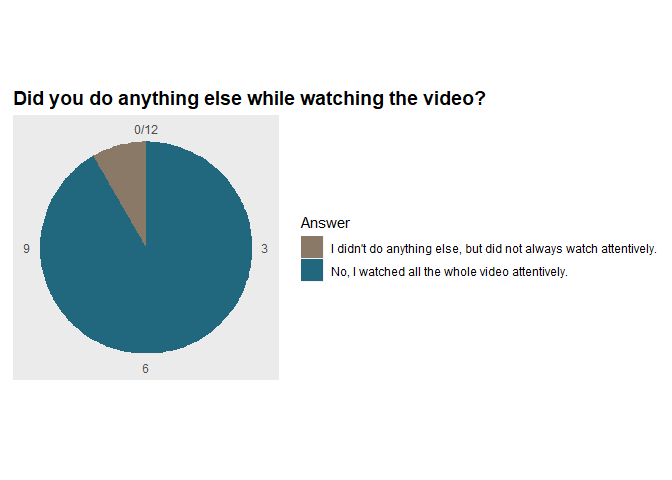 Did you do anything else while watching the video?
0/12
9
3
6
Answer
I didn't do anything else, but did not always watch attentively.
No, I watched all the whole video attentively.